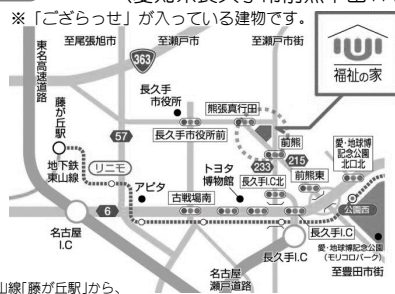 ※「ござらっせ」が入っている建物です。
至尾張旭市
至瀬戸市
至瀬戸市街
363
福祉の家
東名高速道路
長久手
市役所
熊張真行田
長久手市役所前
前熊
藤が丘駅
57
地下鉄
東山線
リニモ
233
215
愛・地球博
記念公園
北口北
アピタ
トヨタ
博物館
長久手I.C北
前熊東
6
古戦場南
公園西
名古屋
I.C
長久手I.C
長久手I.C
愛・地球博記念公園
(モリコロパーク)
名古屋
瀬戸道路
至豊田市街
山線「藤が丘駅」から、